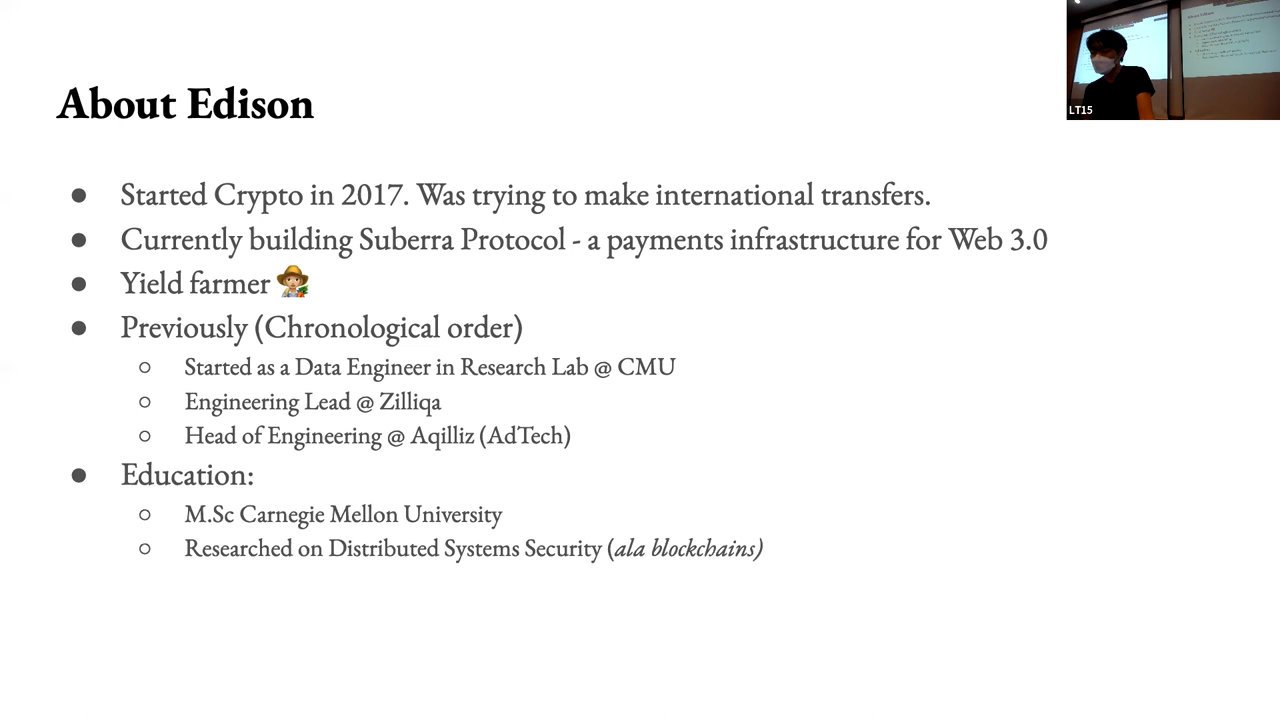 About Edison
● Started Crypto in 2017. Was trying to make international transfers.
● Currently building Suberra Protocol - a payments infrastructure for Web 3.0
● Yield farmer 🧑🏼‍🌾
● Previously (Chronological order)
○ Started as a Data Engineer in Research Lab @ CMU
○ Engineering Lead @ Zilliqa
○ Head of Engineering @ Aqilliz (AdTech)
● Education:
○ M.Sc Carnegie Mellon University
○ Researched on Distributed Systems Security (ala blockchains)
LT15